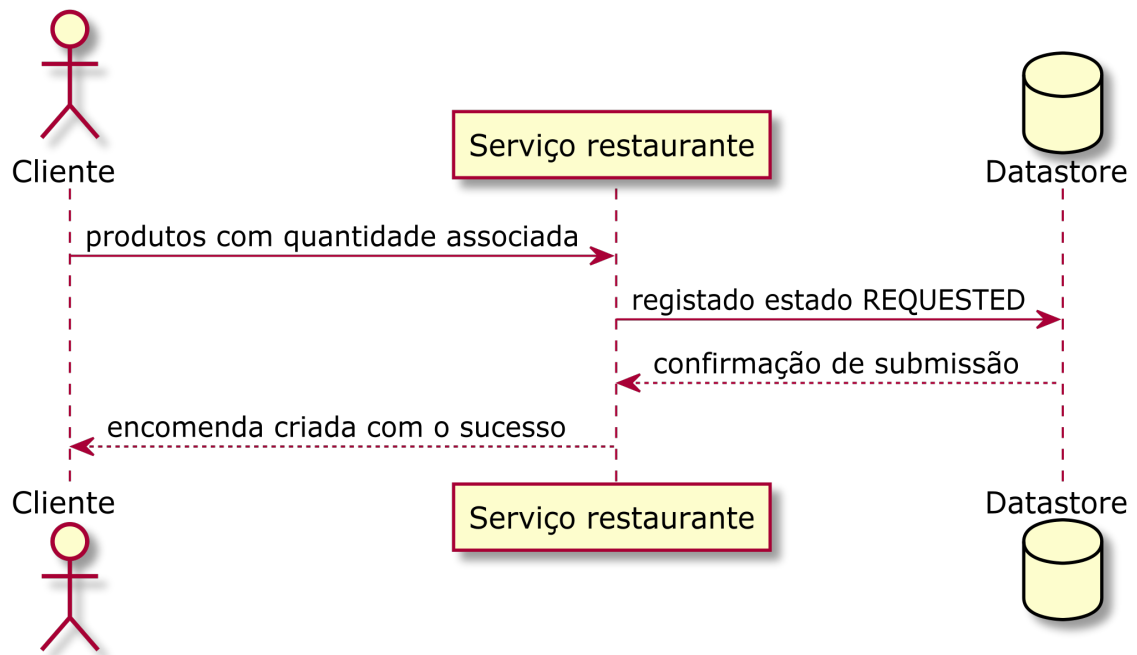 Cliente
Serviço restaurante
Datastore
produtos com quantidade associada
registado estado REQUESTED
confirmação de submissão
encomenda criada com o sucesso
Cliente
Serviço restaurante
Datastore